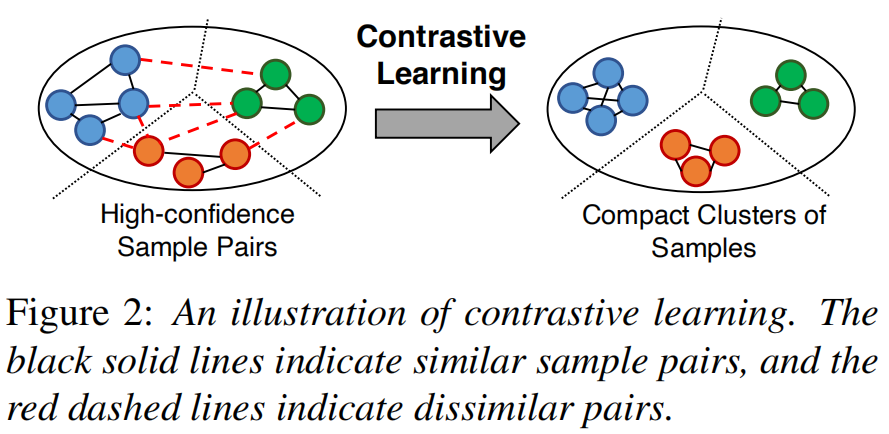 Contrastive
Learning
High-confidence
Sample Pairs
Compact Clusters of
Samples
Figure 2: An illustration of contrastive learning. The
black solid lines indicate similar sample pairs, and the
red dashed lines indicate dissimilar pairs.